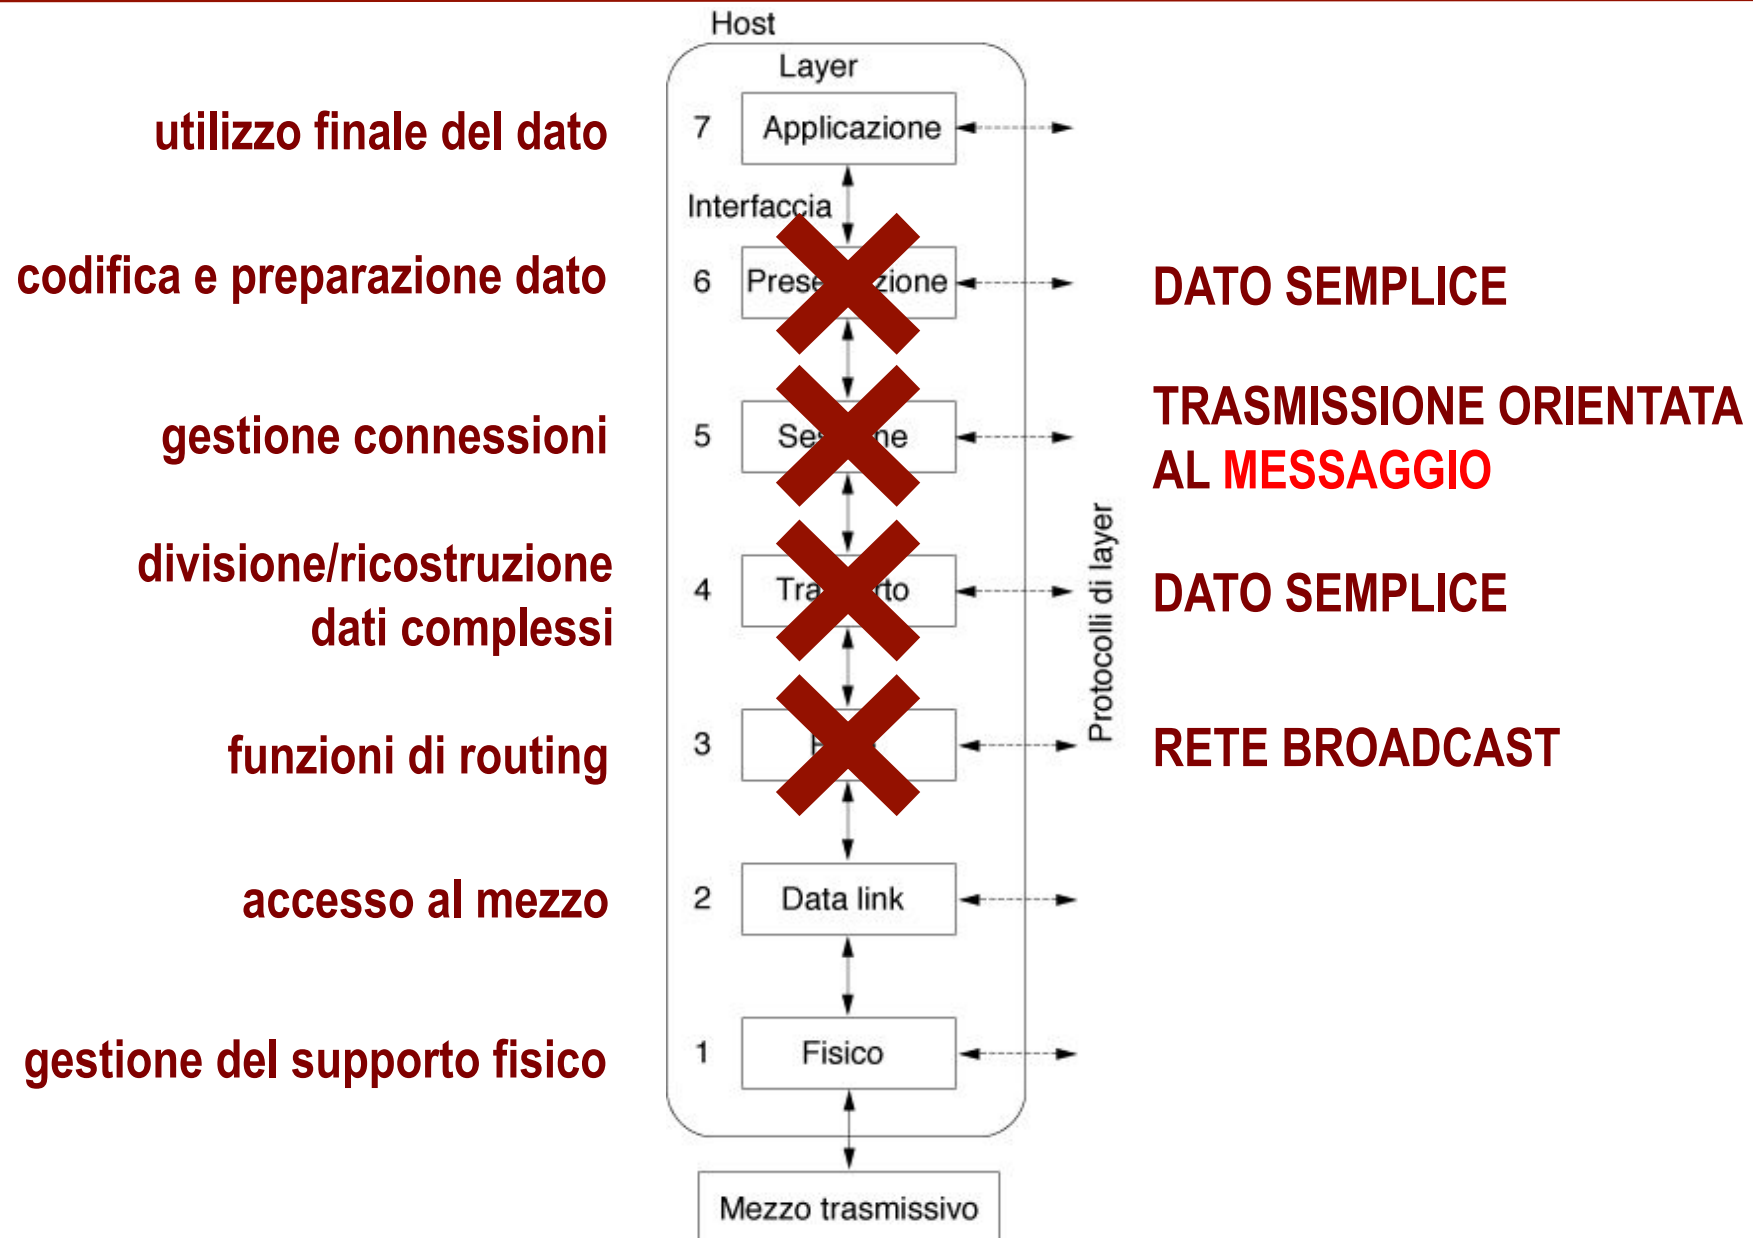 Host
Layer
utilizzo finale del dato
7
Applicazione
Interfaccia
codifica e preparazione dato
6
DATO SEMPLICE
gestione connessioni
5
TRASMISSIONE ORIENTATA
AL MESSAGGIO
divisione/ricostruzione
dati complessi
4
DATO SEMPLICE
Protocolli di layer
funzioni di routing
3
RETE BROADCAST
accesso al mezzo
2
Data link
gestione del supporto fisico
1
Fisico
Mezzo trasmissivo